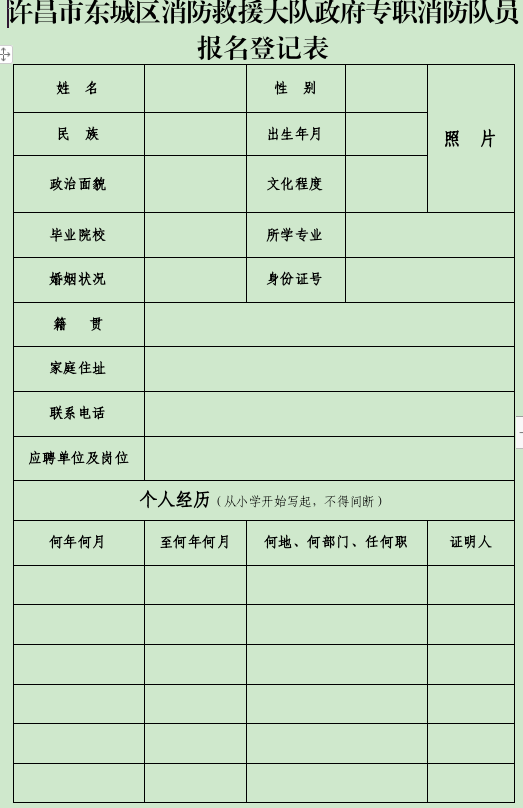 许昌市东城区消防救援大队政府专职消防队员
报名登记表
姓 名 性 别 照 片
民 族 出生年月
政治面貌 文化程度
毕业院校 所学专业
婚姻状况 身份证号
籍 贯
家庭住址
联系电话
应聘单位及岗位
个人经历（从小学开始写起，不得间断）
何年何月 至何年何月 何地、何部门、任何职 证明人